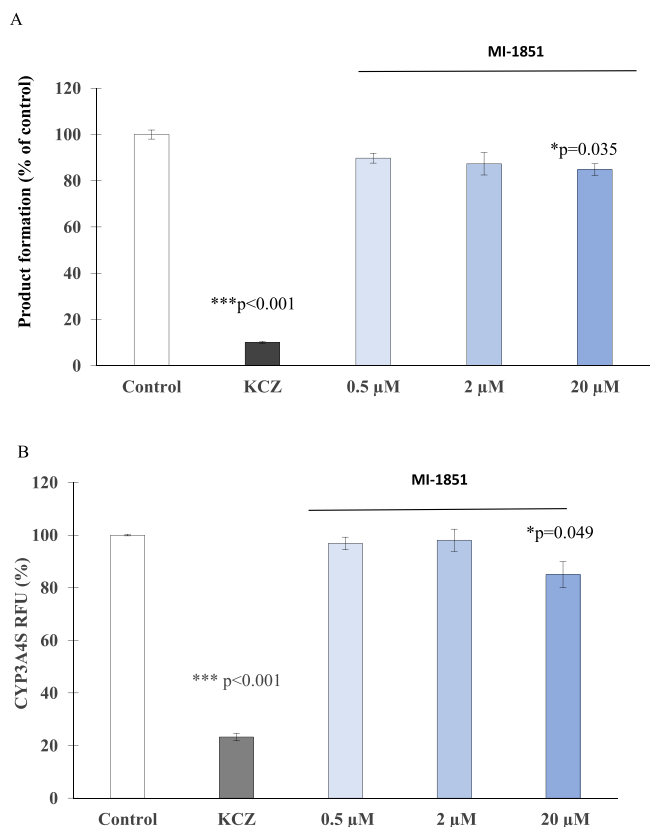 A
MI-1851
Product formation (% of control)
120
100
80
60
40
20
0
***p<0.001
*p=0.035
Control KCZ 0.5 µM 2 µM 20 µM
B
MI-1851
CYP3A4S RFU (%)
120
100
80
60
40
20
0
*** p<0.001
*p=0.049
Control KCZ 0.5 µM 2 µM 20 µM